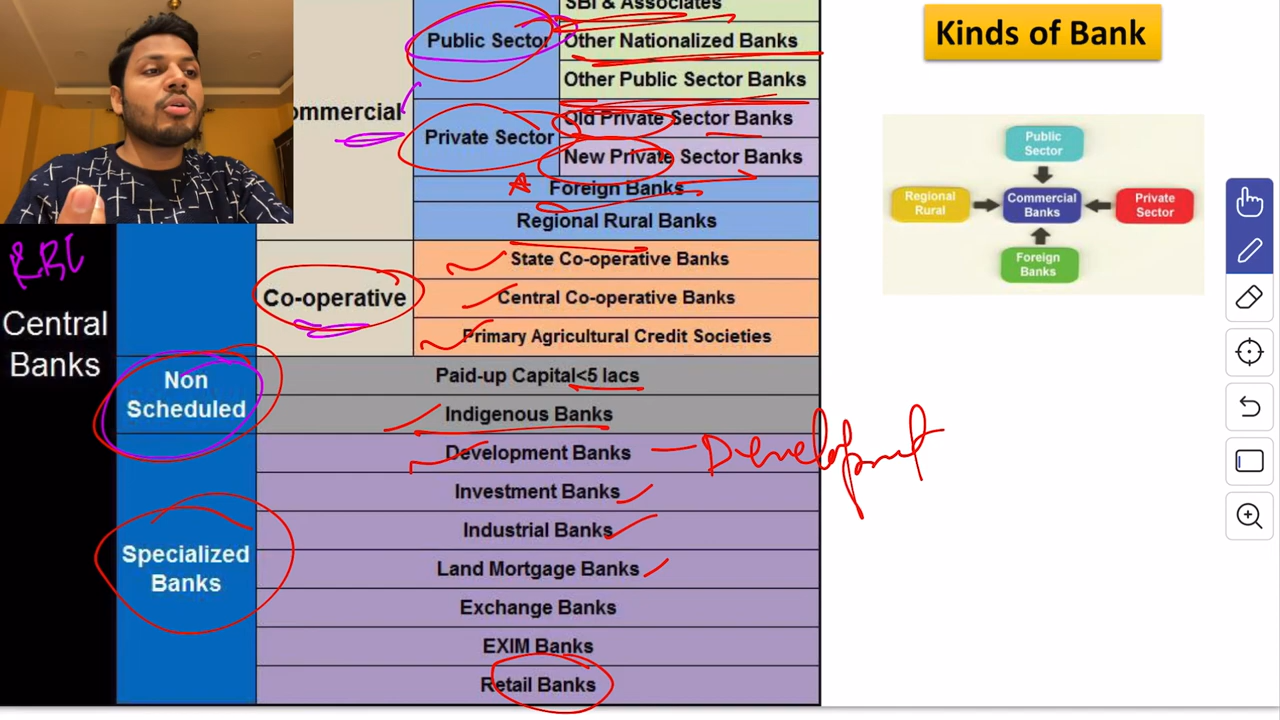 SBI & Associates
Public Sector
Other Nationalized Banks
Other Public Sector Banks
ommercial
Private Sector
Old Private Sector Banks
New Private Sector Banks
Foreign Banks
Regional Rural Banks
RBI
Central
Banks
Co-operative
State Co-operative Banks
Central Co-operative Banks
Primary Agricultural Credit Societies
Non
Scheduled
Paid-up Capital<5 lacs
Indigenous Banks
Specialized
Banks
Development Banks
Investment Banks
Industrial Banks
Land Mortgage Banks
Exchange Banks
EXIM Banks
Retail Banks
Kinds of Bank
Public
Sector
Regional
Rural
Commercial
Banks
Private
Sector
Foreign
Banks